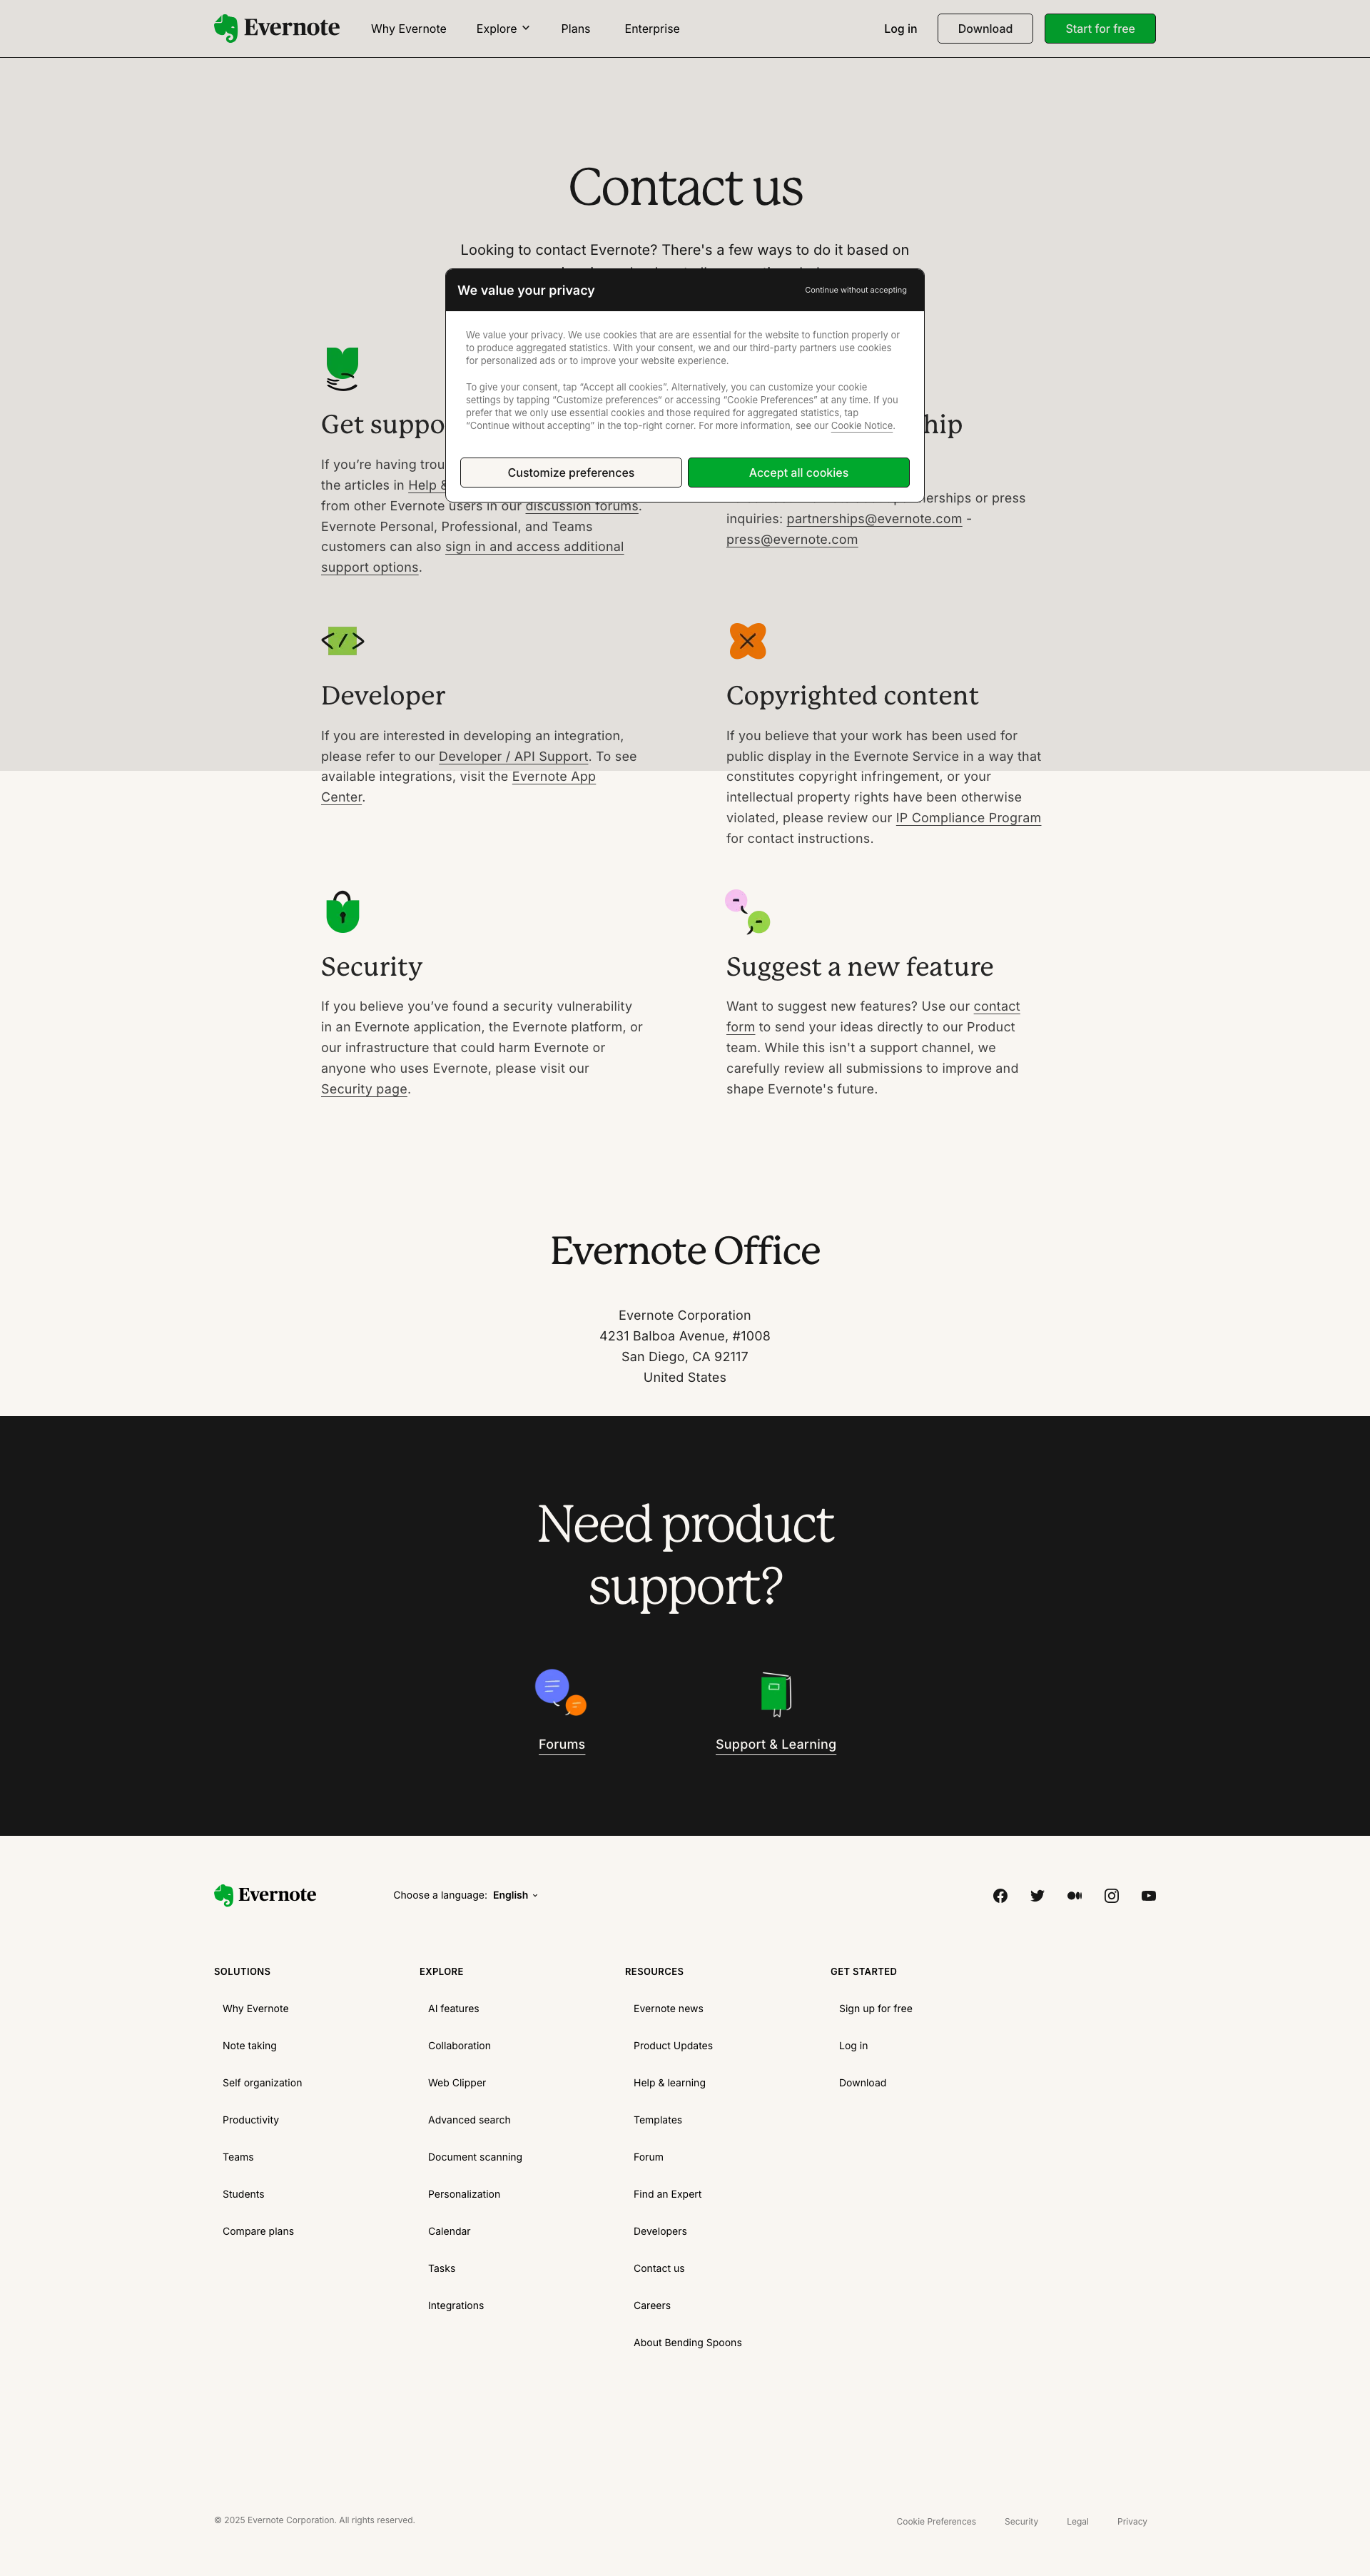 Evernote
Why Evernote
Explore
Plans
Enterprise
Log in
Download
Start for free
Contact us
Looking to contact Evernote? There's a few ways to do it based on
We value your privacy
Continue without accepting
We value your privacy. We use cookies that are are essential for the website to function properly or
to produce aggregated statistics. With your consent, we and our third-party partners use cookies
for personalized ads or to improve your website experience.
To give your consent, tap “Accept all cookies”. Alternatively, you can customize your cookie
settings by tapping “Customize preferences” or accessing “Cookie Preferences” at any time. If you
prefer that we only use essential cookies and those required for aggregated statistics, tap
“Continue without accepting” in the top-right corner. For more information, see our Cookie Notice.
Customize preferences
Accept all cookies
Get suppo
If you’re having trou
the articles in Help &
from other Evernote users in our discussion forums.
Evernote Personal, Professional, and Teams
customers can also sign in and access additional
support options.
hip
nerships or press
inquiries: partnerships@evernote.com -
press@evernote.com
Developer
If you are interested in developing an integration,
please refer to our Developer / API Support. To see
available integrations, visit the Evernote App
Center.
Copyrighted content
If you believe that your work has been used for
public display in the Evernote Service in a way that
constitutes copyright infringement, or your
intellectual property rights have been otherwise
violated, please review our IP Compliance Program
for contact instructions.
Security
If you believe you’ve found a security vulnerability
in an Evernote application, the Evernote platform, or
our infrastructure that could harm Evernote or
anyone who uses Evernote, please visit our
Security page.
Suggest a new feature
Want to suggest new features? Use our contact
form to send your ideas directly to our Product
team. While this isn't a support channel, we
carefully review all submissions to improve and
shape Evernote's future.
Evernote Office
Evernote Corporation
4231 Balboa Avenue, #1008
San Diego, CA 92117
United States
Need product
support?
Forums
Support & Learning
Evernote
Choose a language: English
SOLUTIONS
Why Evernote
Note taking
Self organization
Productivity
Teams
Students
Compare plans
EXPLORE
AI features
Collaboration
Web Clipper
Advanced search
Document scanning
Personalization
Calendar
Tasks
Integrations
RESOURCES
Evernote news
Product Updates
Help & learning
Templates
Forum
Find an Expert
Developers
Contact us
Careers
About Bending Spoons
GET STARTED
Sign up for free
Log in
Download
© 2025 Evernote Corporation. All rights reserved.
Cookie Preferences
Security
Legal
Privacy